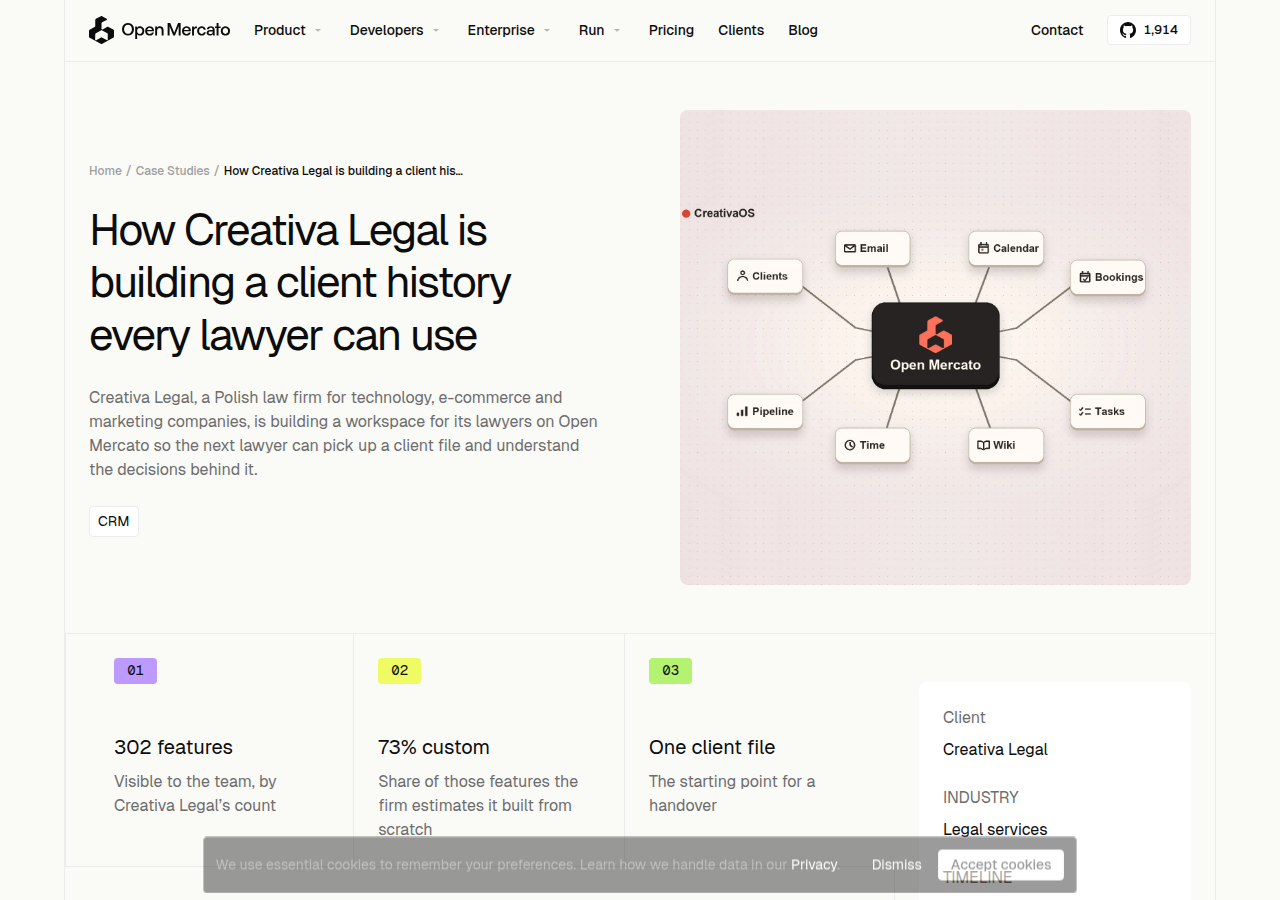 Open Mercato
Product
Developers
Enterprise
Run
Pricing
Clients
Blog
Contact
1,914
Home / Case Studies / How Creativa Legal is building a client his...
How Creativa Legal is
building a client history
every lawyer can use
Creativa Legal, a Polish law firm for technology, e-commerce and
marketing companies, is building a workspace for its lawyers on Open
Mercato so the next lawyer can pick up a client file and understand
the decisions behind it.
CRM
CreativaOS
Email
Calendar
Clients
Bookings
Open Mercato
Pipeline
Tasks
Time
Wiki
01
302 features
Visible to the team, by
Creativa Legal's count
02
73% custom
Share of those features the
firm estimates it built from
scratch
03
One client file
The starting point for a
handover
Client
Creativa Legal
INDUSTRY
Legal services
TIMELINE
We use essential cookies to remember your preferences. Learn how we handle data in our Privacy.
Dismiss
Accept cookies